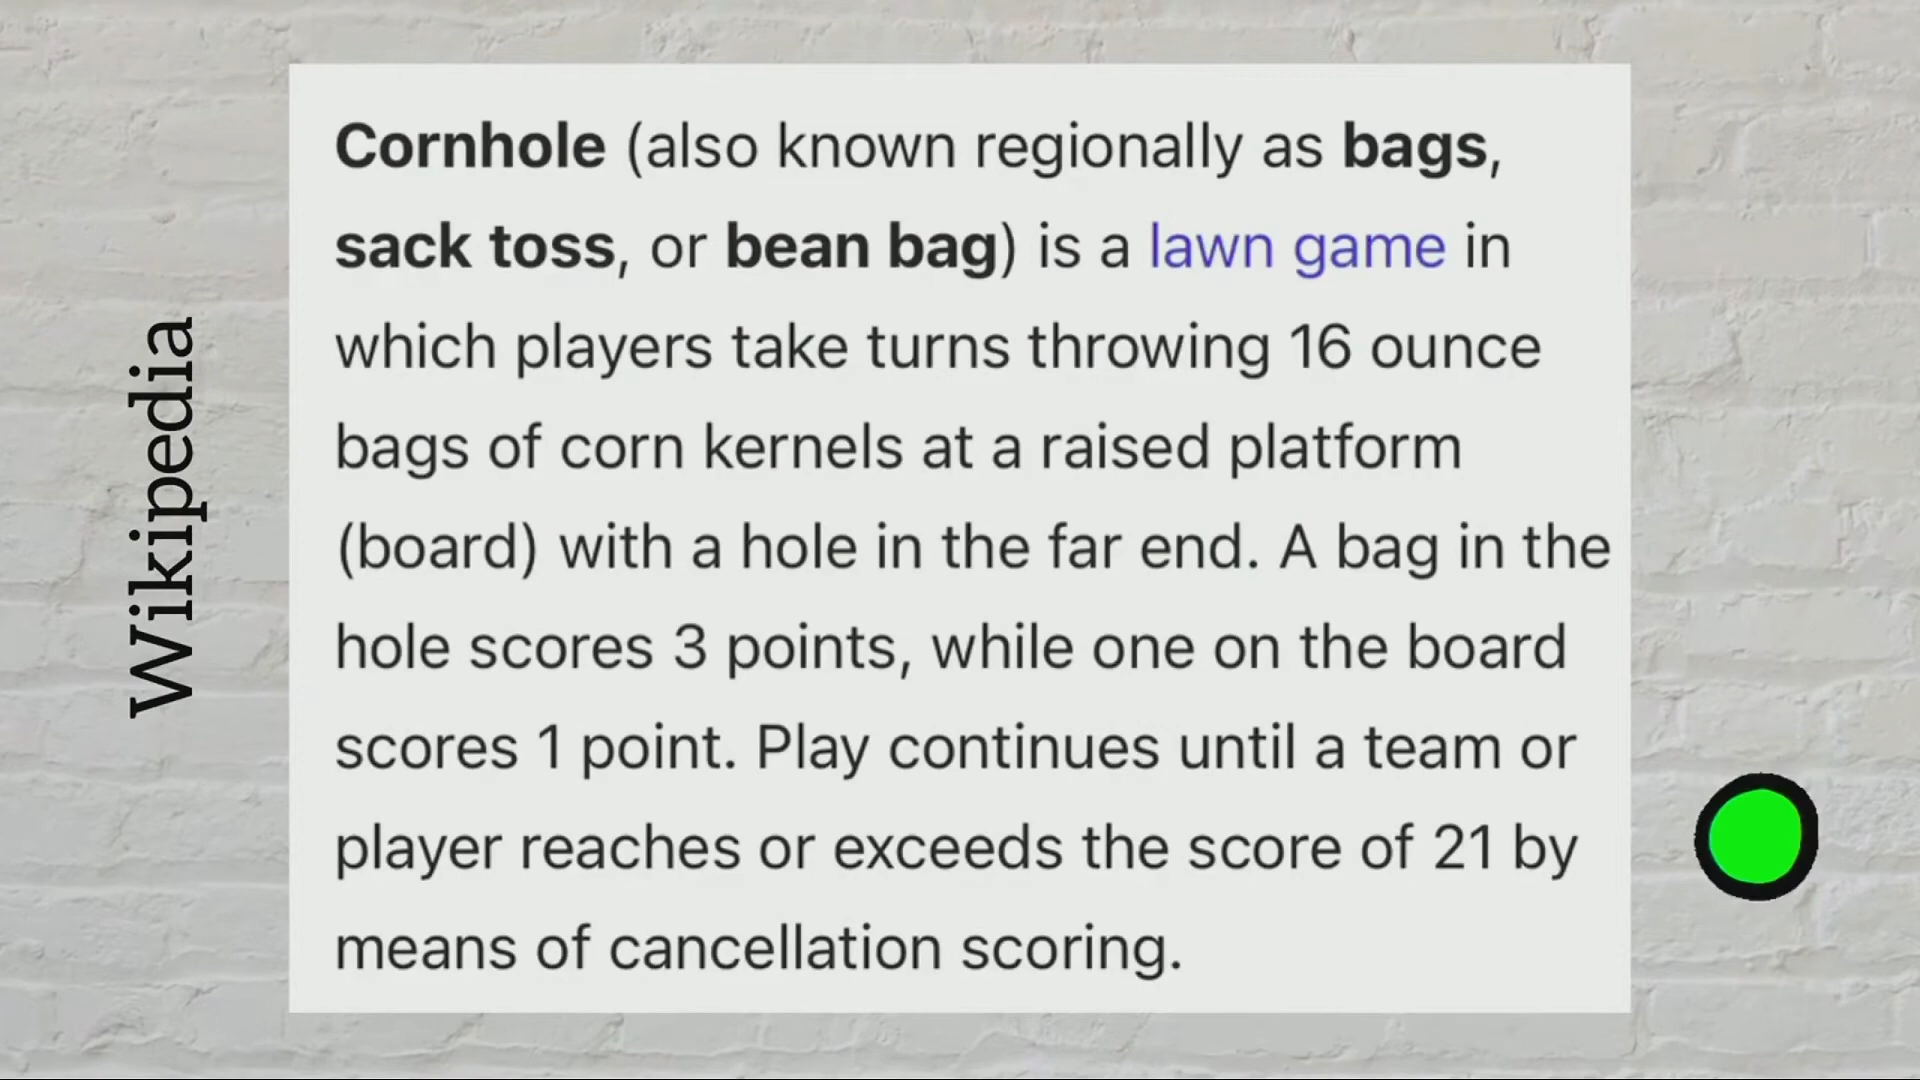 Wikipedia
Cornhole (also known regionally as bags,
sack toss, or bean bag) is a lawn game in
which players take turns throwing 16 ounce
bags of corn kernels at a raised platform
(board) with a hole in the far end. A bag in the
hole scores 3 points, while one on the board
scores 1 point. Play continues until a team or
player reaches or exceeds the score of 21 by
means of cancellation scoring.